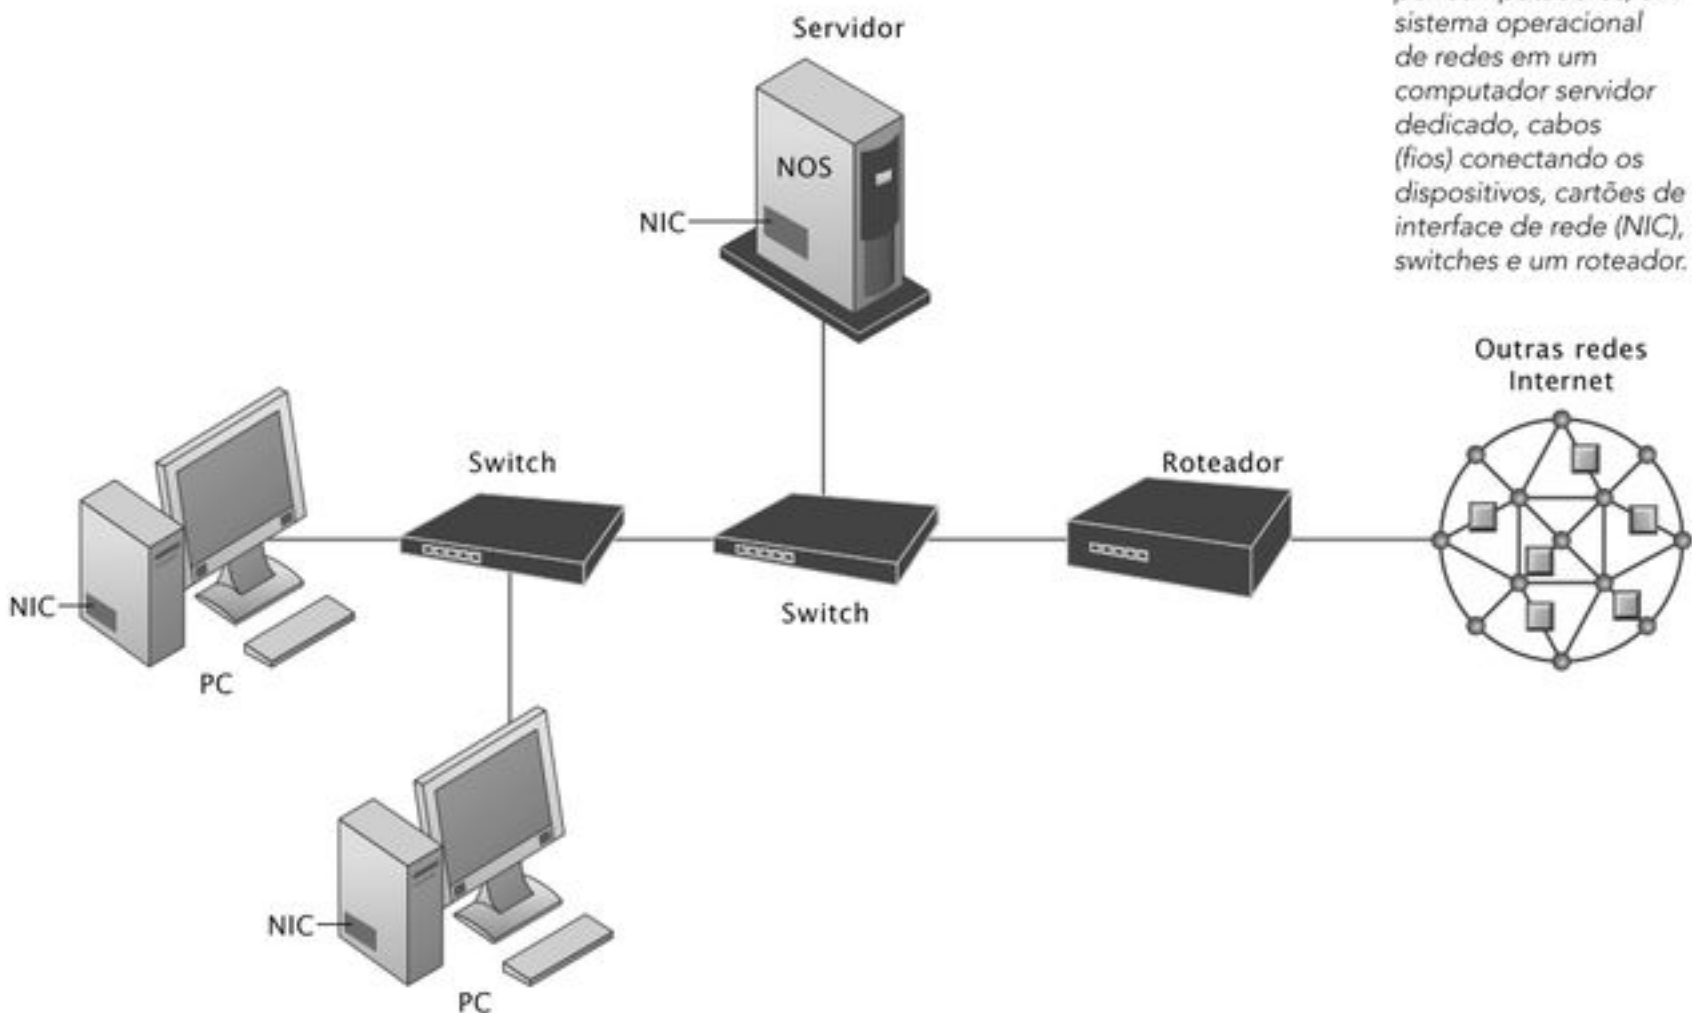 sistema operacional
de redes em um
computador servidor
dedicado, cabos
(fios) conectando os
dispositivos, cartões de
interface de rede (NIC),
switches e um roteador.
Servidor
NOS
NIC
Outras redes
Internet
Switch
Roteador
Switch
NIC
PC
NIC
PC